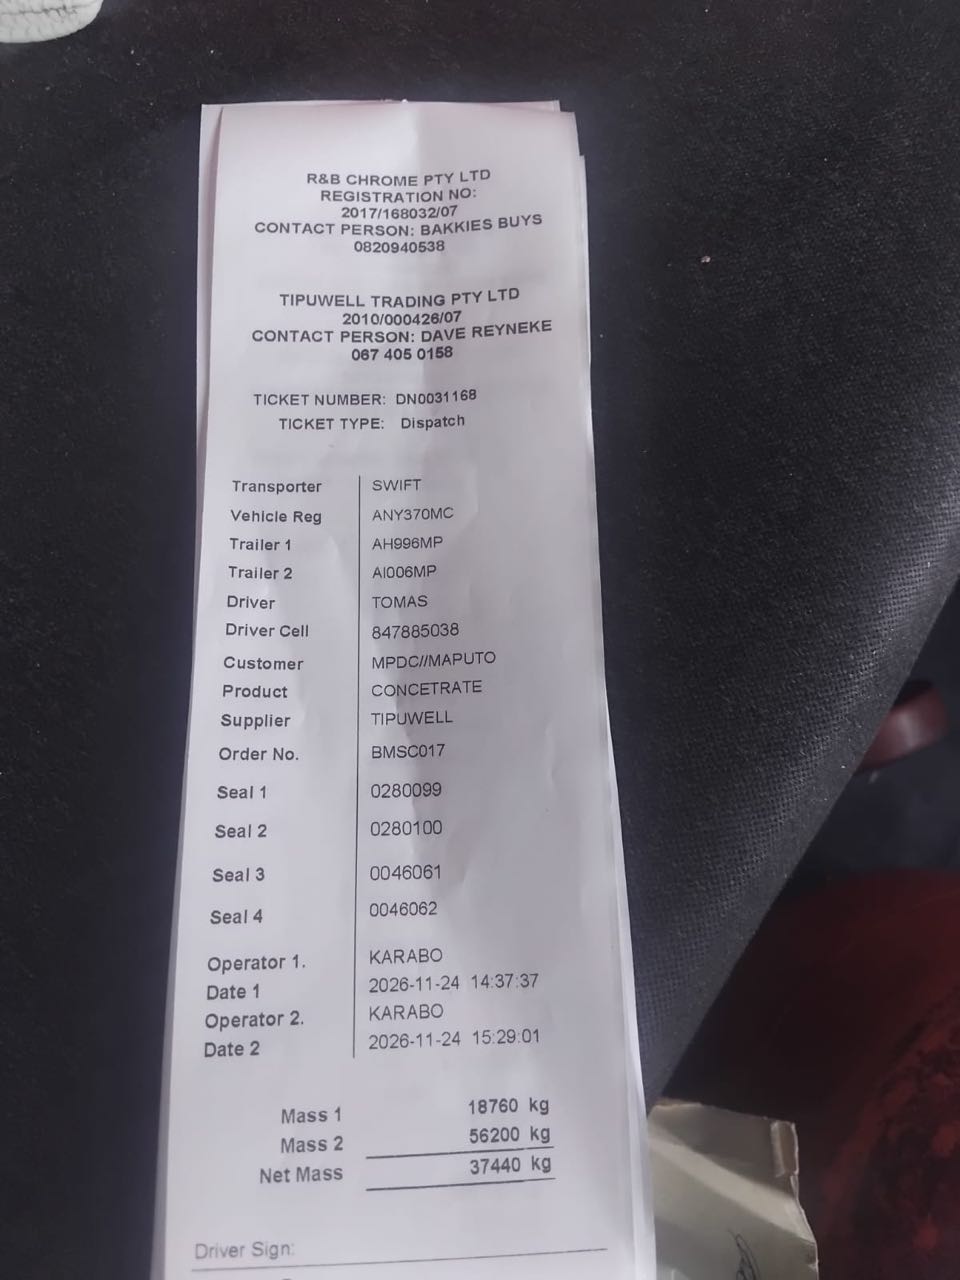 R&B CHROME PTY LTD
REGISTRATION NO:
2017/168032/07
CONTACT PERSON: BAKKIES BUYS
0820940538
TIPUWELL TRADING PTY LTD
2010/000426/07
CONTACT PERSON: DAVE REYNEKE
067 405 0158
TICKET NUMBER: DN0031168
TICKET TYPE: Dispatch
Transporter SWIFT
Vehicle Reg ANY370MC
Trailer 1 AH996MP
Trailer 2 AI006MP
Driver TOMAS
Driver Cell 847885038
Customer MPDC//MAPUTO
Product CONCETRATE
Supplier TIPUWELL
Order No. BMSC017
Seal 1 0280099
Seal 2 0280100
Seal 3 0046061
Seal 4 0046062
Operator 1. KARABO
Date 1 2026-11-24 14:37:37
Operator 2. KARABO
Date 2 2026-11-24 15:29:01
Mass 1 18760 kg
Mass 2 56200 kg
Net Mass 37440 kg
Driver Sign: